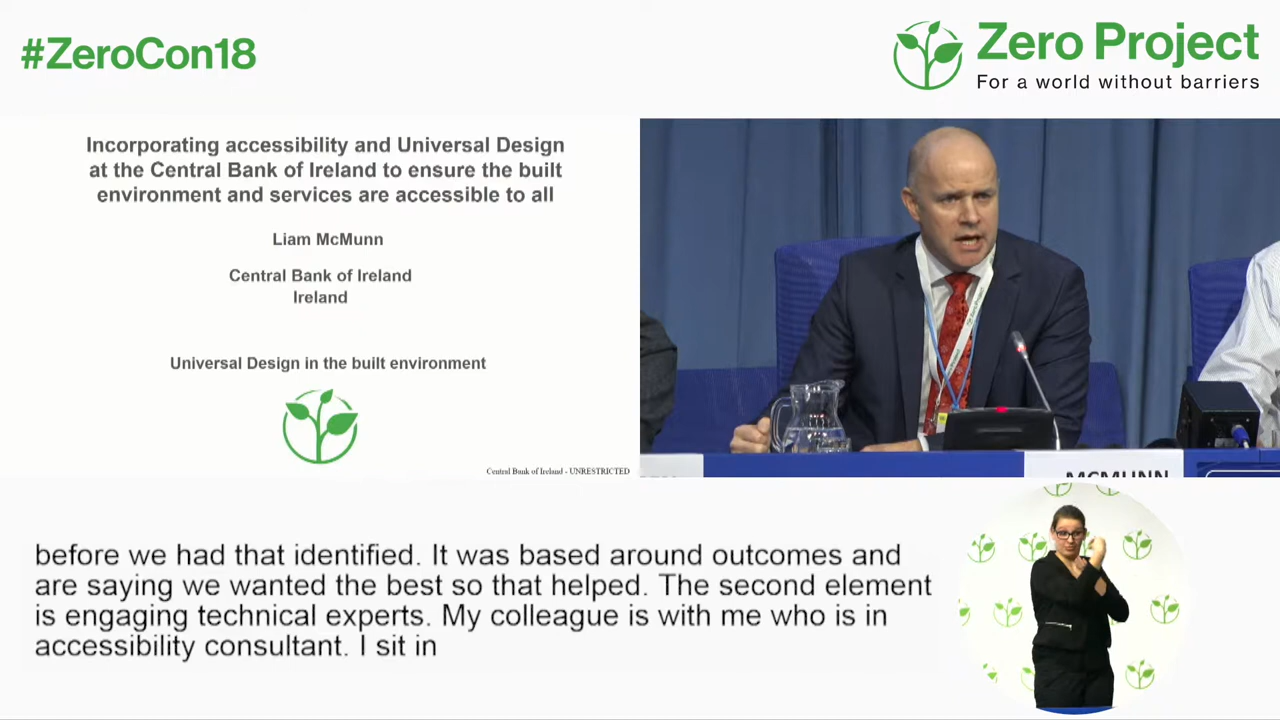 #ZeroCon18
Zero Project
For a world without barriers
Incorporating accessibility and Universal Design
at the Central Bank of Ireland to ensure the built
environment and services are accessible to all
Liam McMunn
Central Bank of Ireland
Ireland
Universal Design in the built environment
Central Bank of Ireland - UNRESTRICTED
MCMUNN
before we had that identified. It was based around outcomes and
are saying we wanted the best so that helped. The second element
is engaging technical experts. My colleague is with me who is in
accessibility consultant. I sit in